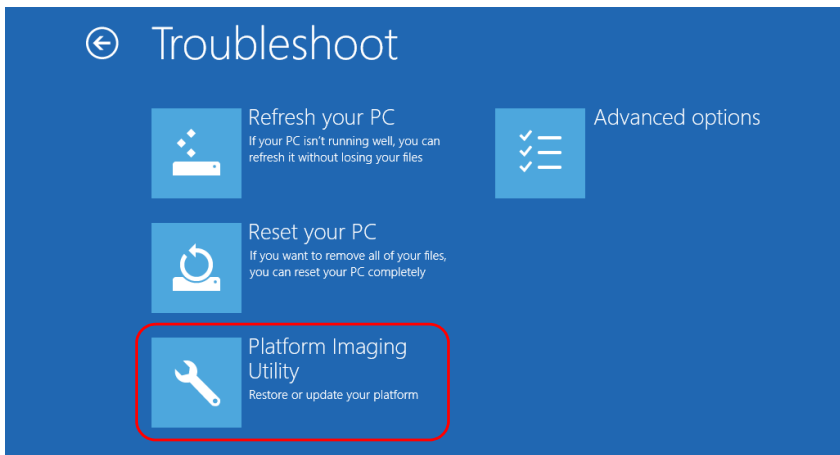 Troubleshoot
Refresh your PC
If your PC isn't running well, you can
refresh it without losing your files
Advanced options
Reset your PC
If you want to remove all of your files,
you can reset your PC completely
Platform Imaging
Utility
Restore or update your platform